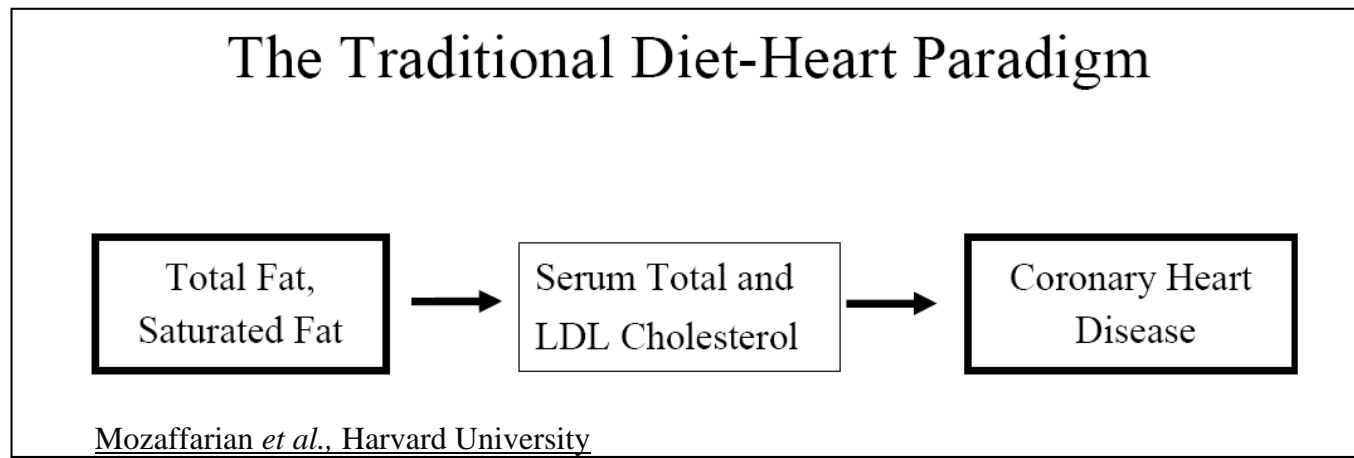 The Traditional Diet-Heart Paradigm
Total Fat,
Saturated Fat
Serum Total and
LDL Cholesterol
Coronary Heart
Disease
Mozaffarian et al., Harvard University